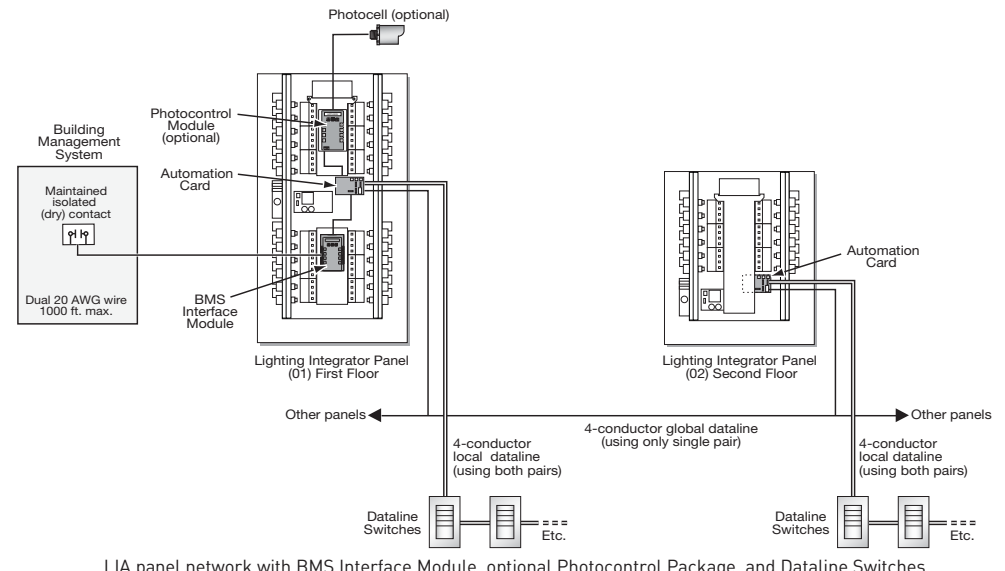 Photocell (optional)
Photocontrol
Module
(optional)
Building
Management
System
Automation
Card
Maintained
isolated
(dry) contact
Dual 20 AWG wire
1000 ft. max.
BMS
Interface
Module
Automation
Card
Lighting Integrator Panel
(01) First Floor
Lighting Integrator Panel
(02) Second Floor
Other panels
4-conductor global dataline
(using only single pair)
Other panels
4-conductor
local dataline
(using both pairs)
4-conductor
local dataline
(using both pairs)
Dataline
Switches
Etc.
Dataline
Switches
Etc.
LIA panel network with BMS Interface Module, optional Photocontrol Package, and Dataline Switches